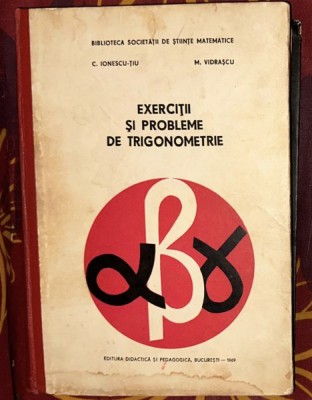 BIBLIOTECA SOCIETĂȚII DE ȘTIINȚE MATEMATICE
C. IONESCU-ȚIU M. VIDRAȘCU
EXERCIȚII
ȘI PROBLEME
DE TRIGONOMETRIE
α β γ
EDITURA DIDACTICĂ ȘI PEDAGOGICĂ, BUCUREȘTI — 1969